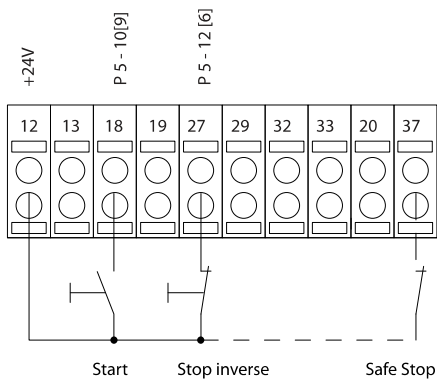 +24V
P 5 - 10[9]
P 5 - 12 [6]
12 13 18 19 27 29 32 33 20 37
Start Stop inverse Safe Stop